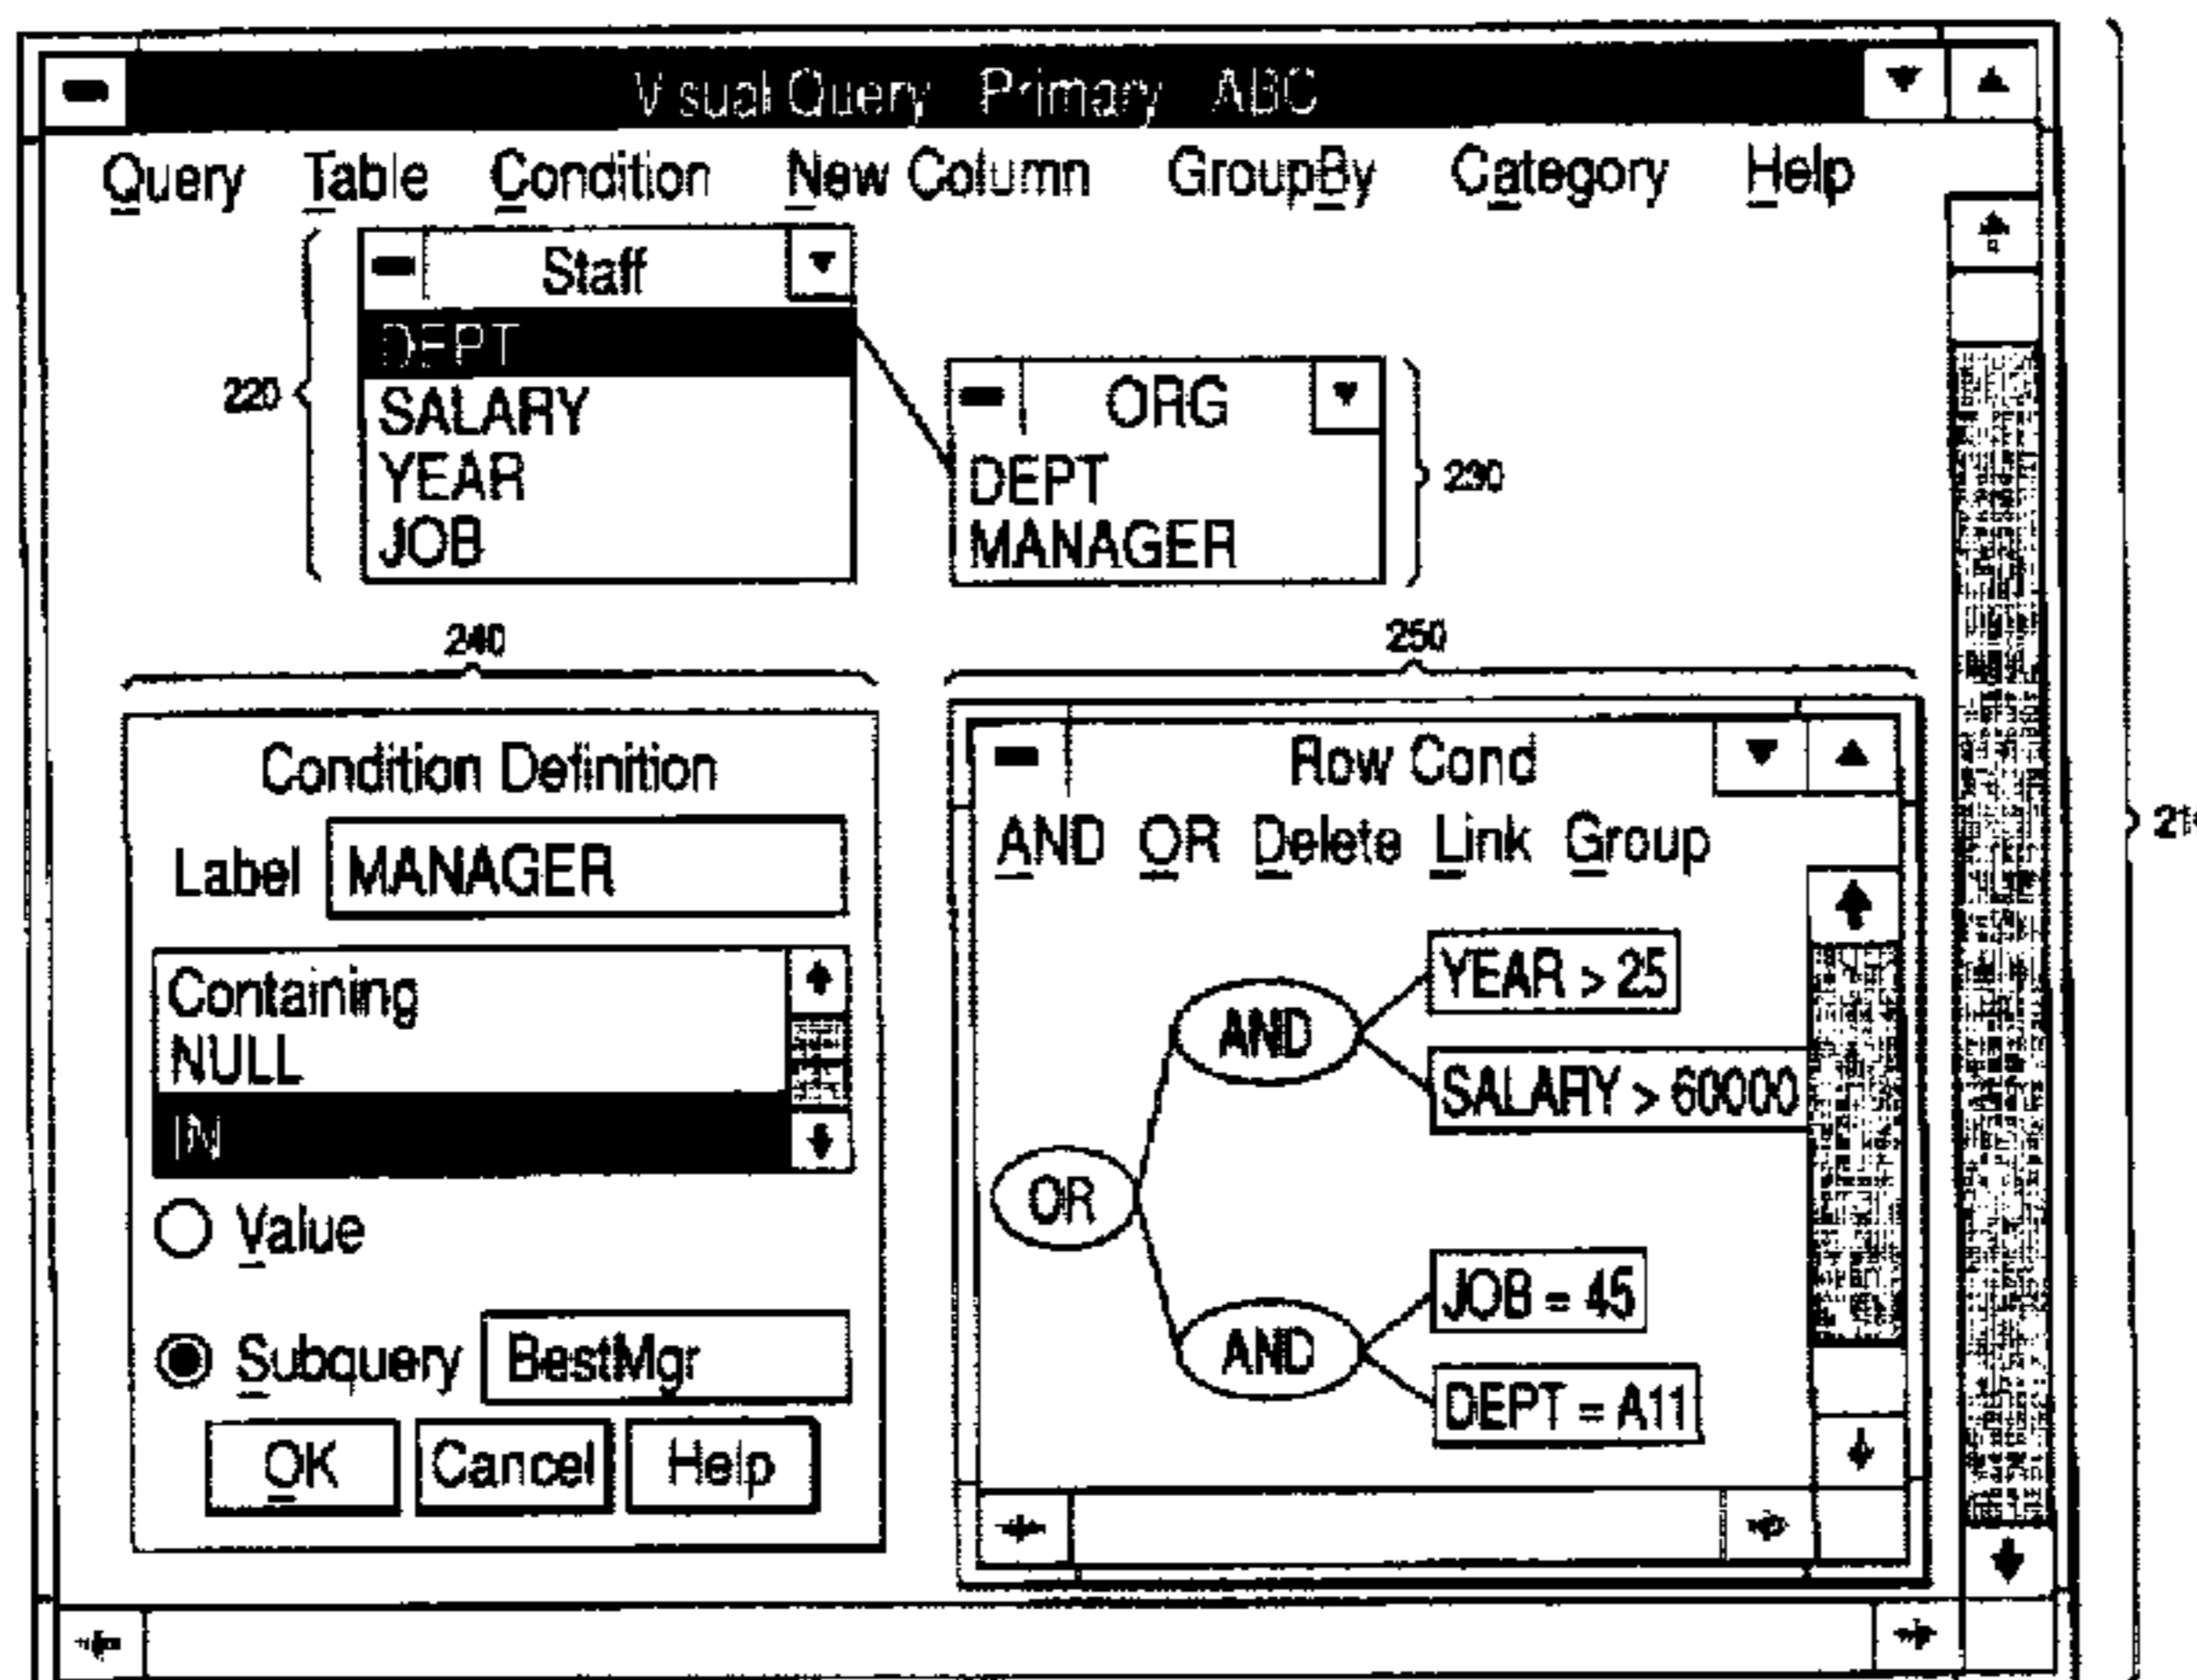 Visual Query Primary ABC
Query Table Condition New Column GroupBy Category Help
Staff
DEPT
SALARY
YEAR
JOB
220
ORG
DEPT
MANAGER
230
240
Condition Definition
Label MANAGER
Containing
NULL
IN
Value
Subquery BestMgr
OK Cancel Help
250
Row Cond
AND OR Delete Link Group
OR
AND
YEAR > 25
SALARY > 60000
AND
JOB = 45
DEPT = A11